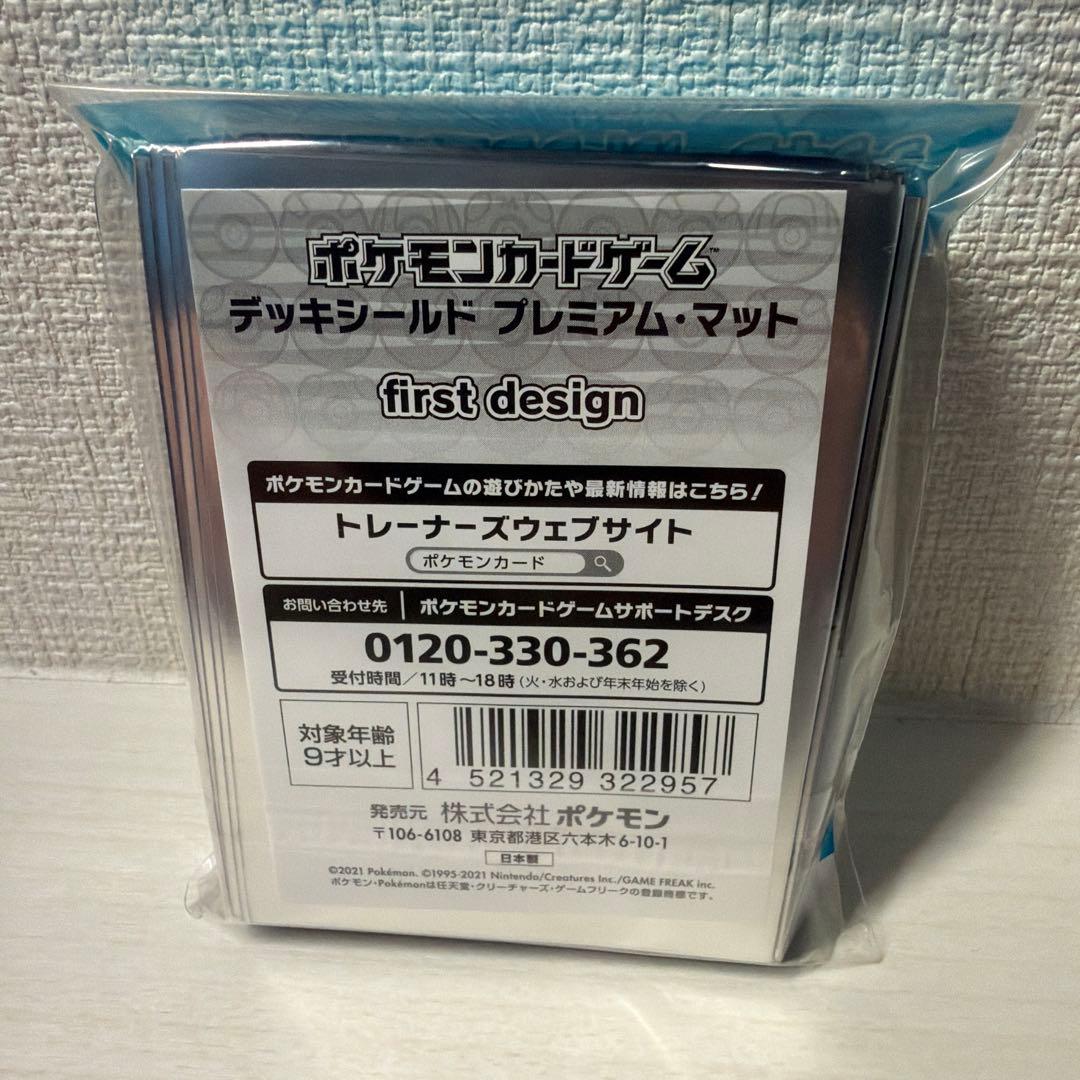 ポケモンカードゲーム™
デッキシールド プレミアム・マット
first design
ポケモンカードゲームの遊びかたや最新情報はこちら!
トレーナーズウェブサイト
ポケモンカード
お問い合わせ先 | ポケモンカードゲームサポートデスク
0120-330-362
受付時間/11時〜18時(火・水および年末年始を除く)
対象年齢
9才以上
4 521329 322957
発売元 株式会社ポケモン
〒106-6108 東京都港区六本木6-10-1
日本製
©2021 Pokémon. ©1995-2021 Nintendo/Creatures Inc./GAME FREAK inc.
ポケモン・Pokémonは任天堂・クリーチャーズ・ゲームフリークの登録商標です。